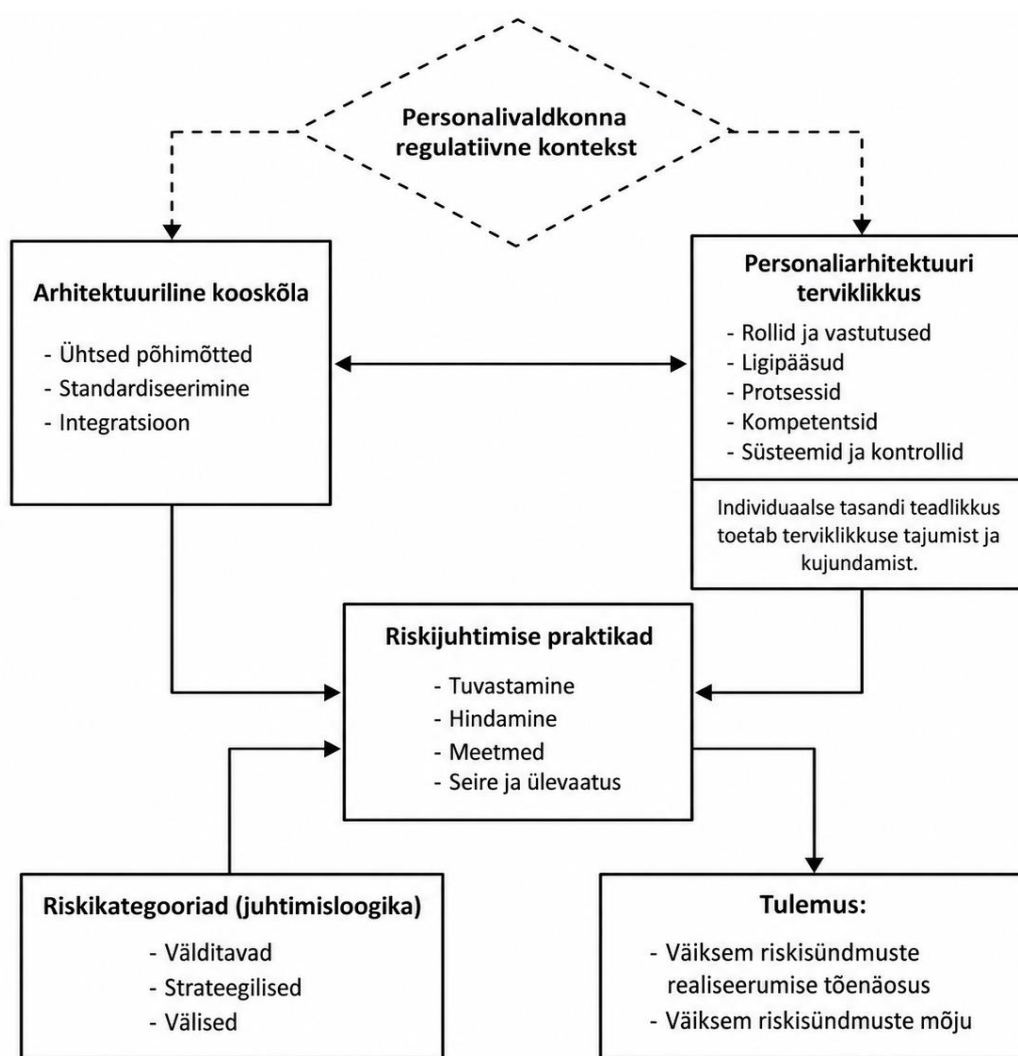 Personalivaldkonna
regulatiivne kontekst
Arhitektuuriline kooskõla
- Ühtsed põhimõtted
- Standardiseerimine
- Integratsioon
Personaliarhitektuuri
terviklikkus
- Rollid ja vastutused
- Ligipääsud
- Protsessid
- Kompetentsid
- Süsteemid ja kontrollid
Individuaalse tasandi teadlikkus
toetab terviklikkuse tajumist ja
kujundamist.
Riskijuhtimise praktikad
- Tuvastamine
- Hindamine
- Meetmed
- Seire ja ülevaatus
Riskikategooriad (juhtimisloogika)
- Välditavad
- Strateegilised
- Välised
Tulemus:
- Väiksem riskisündmuste
realiseerumise tõenäosus
- Väiksem riskisündmuste mõju